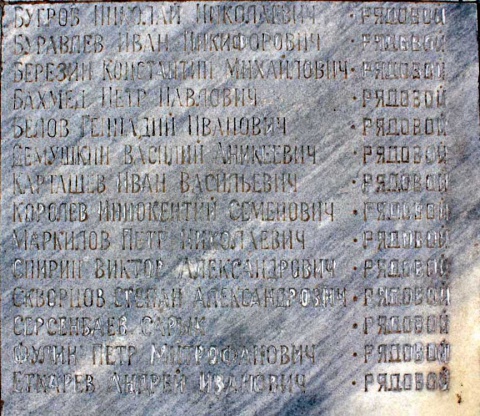 БУГРОВ НИКОЛАЙ НИКОЛАЕВИЧ · РЯДОВОЙ
БУРАВЛЕВ ИВАН НИКИФОРОВИЧ · РЯДОВОЙ
БЕРЕЗИН КОНСТАНТИН МИХАЙЛОВИЧ · РЯДОВОЙ
БАХМЕТ ПЕТР ПАВЛОВИЧ · РЯДОВОЙ
БЕЛОВ ГЕННАДИЙ ИВАНОВИЧ · РЯДОВОЙ
ДЕМУШКИН ВАСИЛИЙ АНИКЕЕВИЧ · РЯДОВОЙ
КАРТАШЕВ ИВАН ВАСИЛЬЕВИЧ · РЯДОВОЙ
КОРОЛЕВ ИННОКЕНТИЙ СЕМЕНОВИЧ · РЯДОВОЙ
МАРКИЛОВ ПЕТР НИКОЛАЕВИЧ · РЯДОВОЙ
СПИРИН ВИКТОР АЛЕКСАНДРОВИЧ · РЯДОВОЙ
СКВОРЦОВ СТЕПАН АЛЕКСАНДРОВИЧ · РЯДОВОЙ
СЕРСЕНБАЕВ · РЯДОВОЙ
ПЕТР МИТРОФАНОВИЧ · РЯДОВОЙ
АНДРЕЙ ИВАНОВИЧ · РЯДОВОЙ